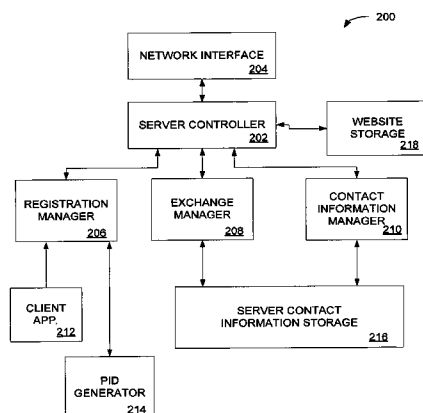 200
NETWORK INTERFACE
204
SERVER CONTROLLER
202
WEBSITE
STORAGE
218
REGISTRATION
MANAGER
206
EXCHANGE
MANAGER
208
CONTACT
INFORMATION
MANAGER
210
CLIENT
APP.
212
SERVER CONTACT
INFORMATION STORAGE
216
PID
GENERATOR
214